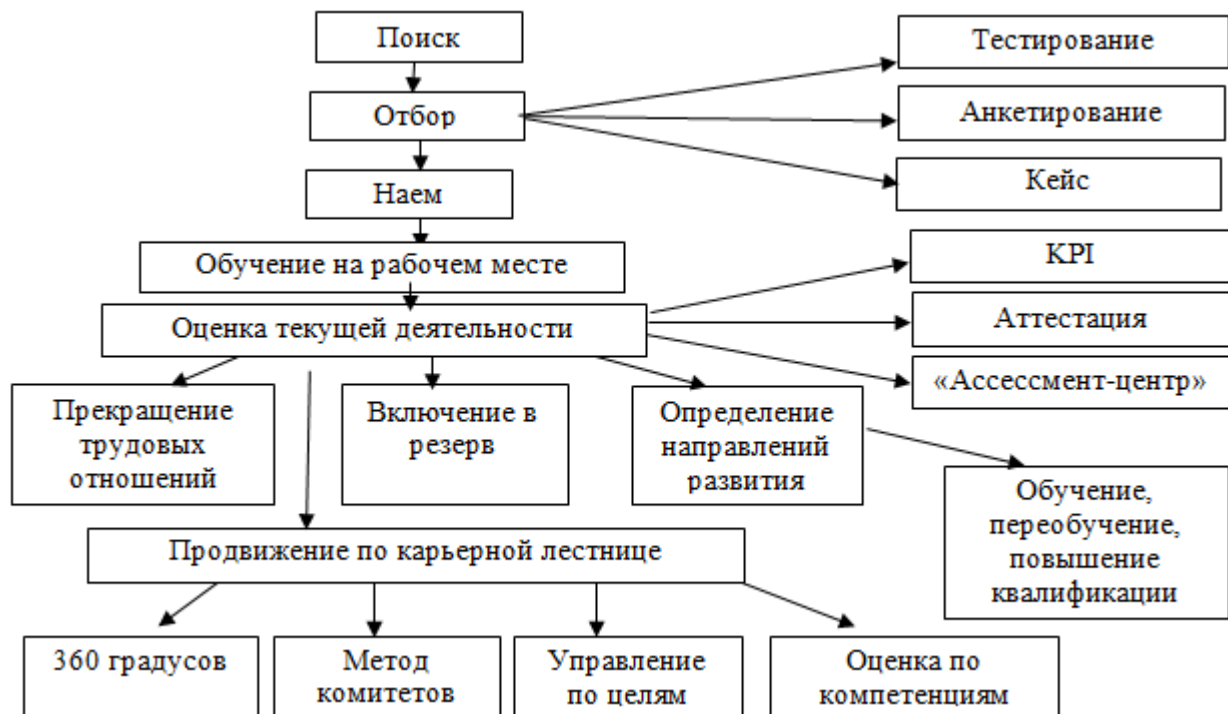 Поиск
Тестирование
Отбор
Анкетирование
Наем
Кейс
Обучение на рабочем месте
KPI
Оценка текущей деятельности
Аттестация
«Ассессмент-центр»
Прекращение
трудовых
отношений
Включение в
резерв
Определение
направлений
развития
Обучение,
переобучение,
повышение
квалификации
Продвижение по карьерной лестнице
360 градусов
Метод
комитетов
Управление
по целям
Оценка по
компетенциям